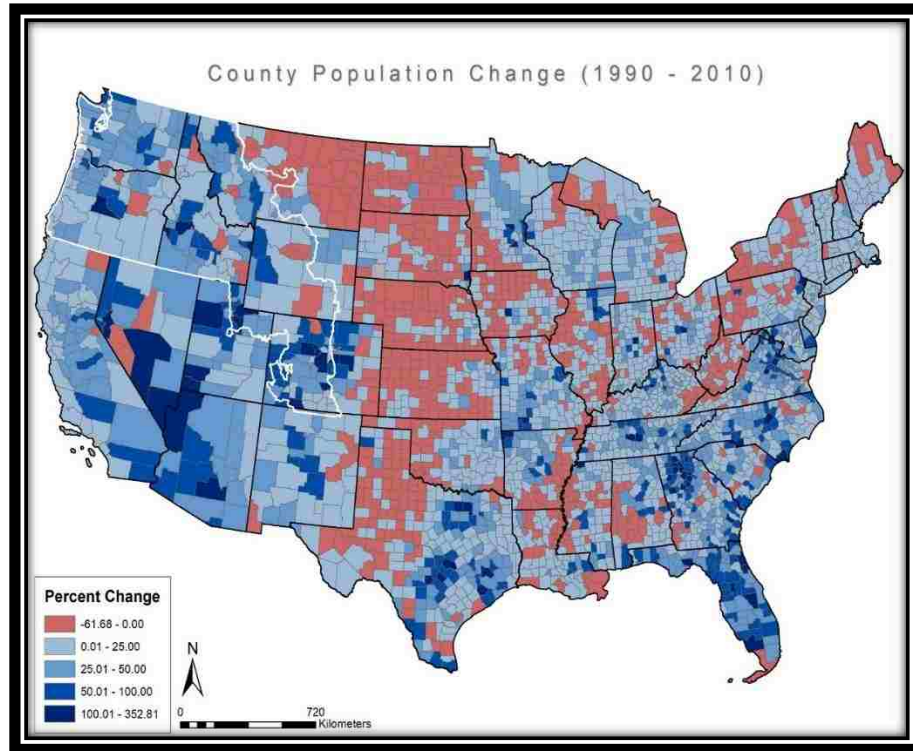 County Population Change (1990 - 2010)
Percent Change
-61.68 - 0.00
0.01 - 25.00
25.01 - 50.00
50.01 - 100.00
100.01 - 352.81
N
0 720
Kilometers